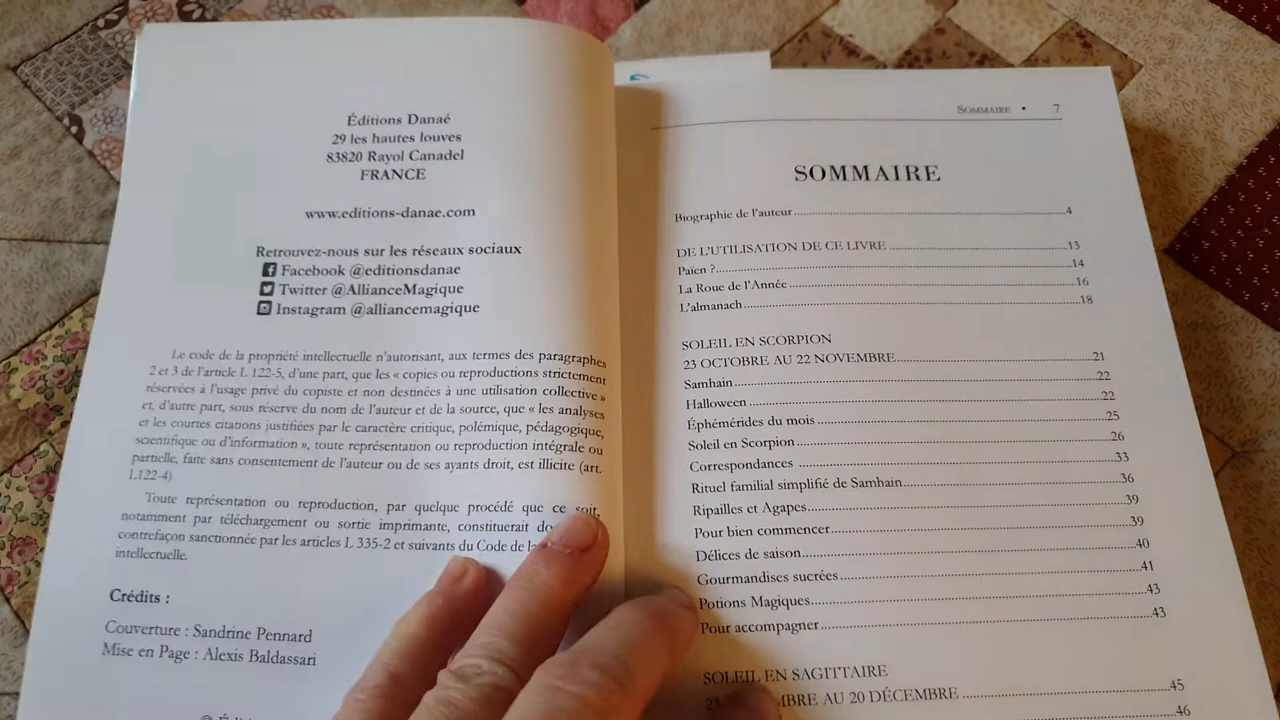 Éditions Danaé
29 les hautes louves
83820 Rayol Canadel
FRANCE
www.editions-danae.com
Retrouvez-nous sur les réseaux sociaux
Facebook @editionsdanae
Twitter @AllianceMagique
Instagram @alliancemagique
Le code de la propriété intellectuelle n'autorisant, aux termes des paragraphes
2 et 3 de l'article L 122-5, d'une part, que les « copies ou reproductions strictement
réservées à l'usage privé du copiste et non destinées à une utilisation collective »
et, d'autre part, sous réserve du nom de l'auteur et de la source, que « les analyses
et les courtes citations justifiées par le caractère critique, polémique, pédagogique,
scientifique ou d'information », toute représentation ou reproduction intégrale ou
partielle, faite sans consentement de l'auteur ou de ses ayants droit, est illicite (art.
L122-4)
Toute représentation ou reproduction, par quelque procédé que ce soit,
notamment par téléchargement ou sortie imprimante, constituerait
contrefaçon sanctionnée par les articles L 335-2 et suivants du Code de
intellectuelle.
Crédits :
Couverture : Sandrine Pennard
Mise en Page : Alexis Baldassari
SOMMAIRE • 7
SOMMAIRE
Biographie de l'auteur 4
DE L'UTILISATION DE CE LIVRE 13
Païen ? 14
La Roue de l'Année 16
L'almanach 18
SOLEIL EN SCORPION
23 OCTOBRE AU 22 NOVEMBRE 21
Samhain 22
Halloween 22
Éphémérides du mois 25
Soleil en Scorpion 26
Correspondances 33
Rituel familial simplifié de Samhain 36
Ripailles et Agapes 39
Pour bien commencer 39
Délices de saison 40
Gourmandises sucrées 41
Potions Magiques 43
Pour accompagner 43
SOLEIL EN SAGITTAIRE
AU 20 DÉCEMBRE 45
46